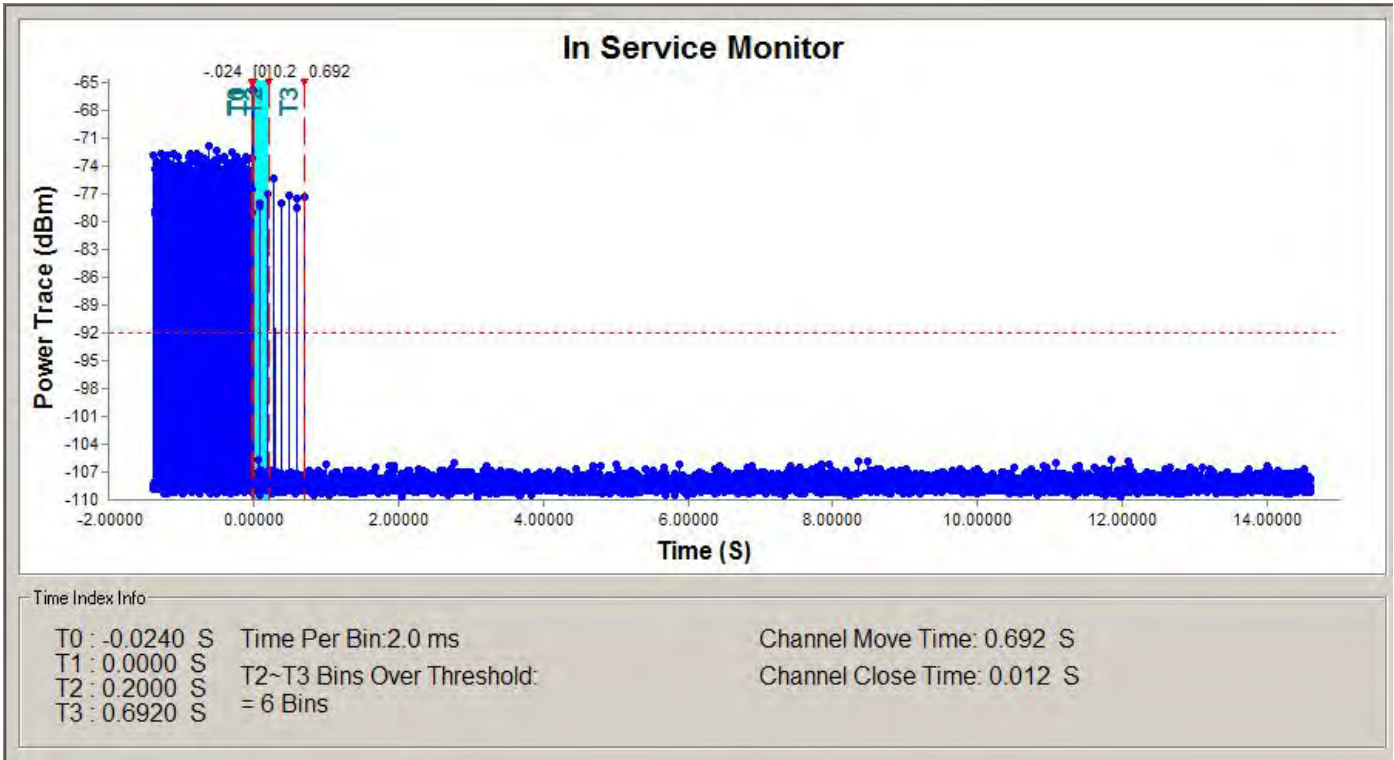 In Service Monitor
-.024 [0]0.2 0.692
T0
T2
T3
-65
-68
-71
-74
-77
-80
-83
-86
-89
-92
-95
-98
-101
-104
-107
-110
Power Trace (dBm)
-2.00000 0.00000 2.00000 4.00000 6.00000 8.00000 10.00000 12.00000 14.00000
Time (S)
Time Index Info
T0 : -0.0240 S Time Per Bin:2.0 ms Channel Move Time: 0.692 S
T1 : 0.0000 S
T2 : 0.2000 S T2~T3 Bins Over Threshold: Channel Close Time: 0.012 S
T3 : 0.6920 S = 6 Bins